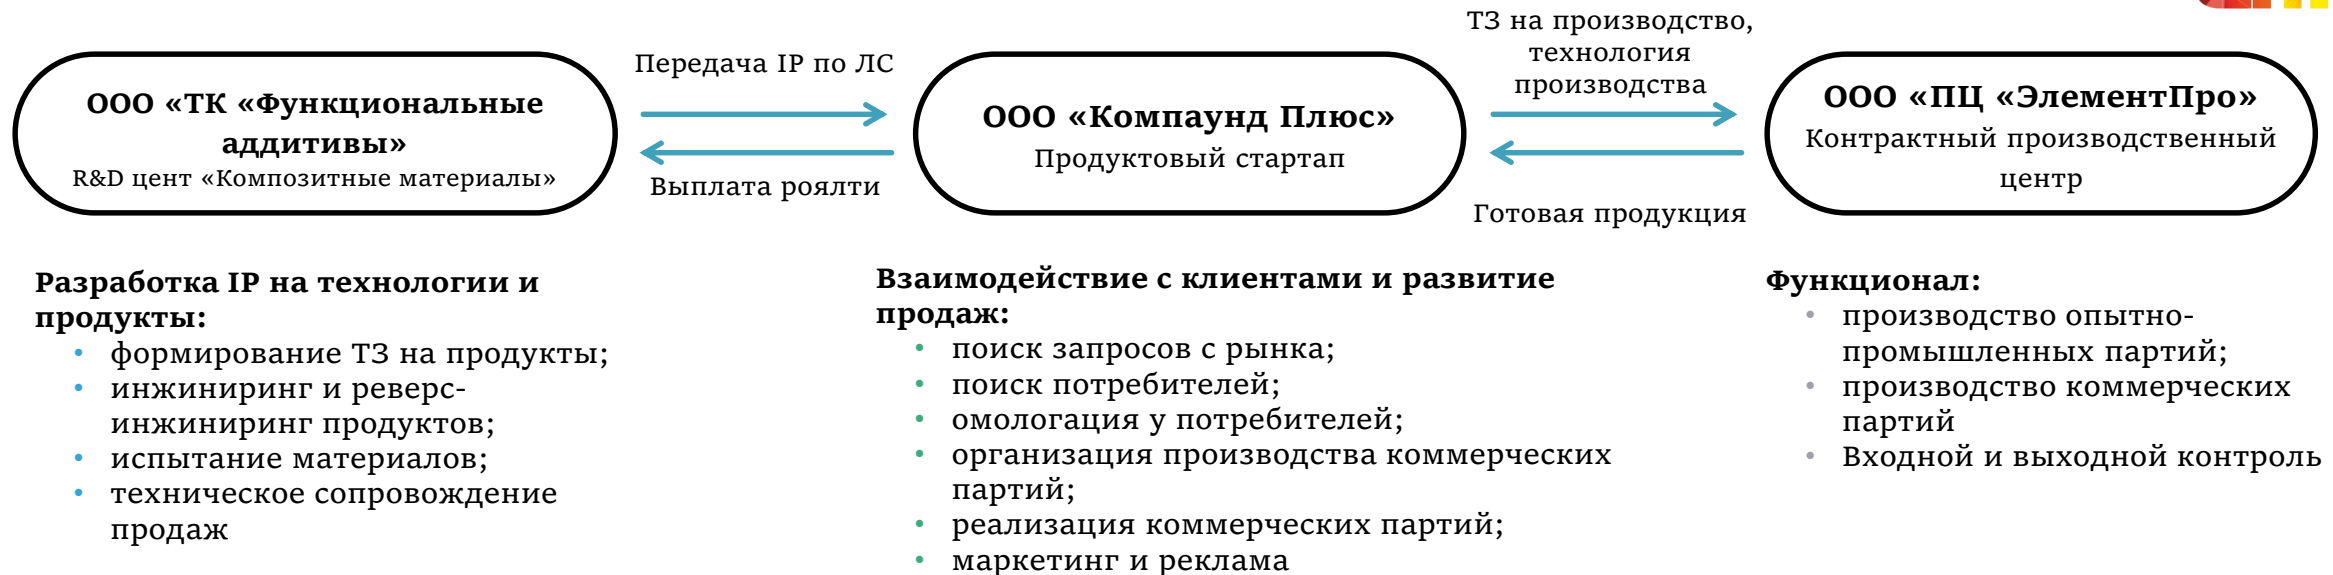 ООО «ТК «Функциональные
аддитивы»
R&D цент «Композитные материалы»
Передача IP по ЛС
Выплата роялти
ООО «Компаунд Плюс»
Продуктовый стартап
ТЗ на производство,
технология
производства
Готовая продукция
ООО «ПЦ «ЭлементПро»
Контрактный производственный
центр
Разработка IP на технологии и
продукты:
• формирование ТЗ на продукты;
• инжиниринг и реверс-
инжиниринг продуктов;
• испытание материалов;
• техническое сопровождение
продаж
Взаимодействие с клиентами и развитие
продаж:
• поиск запросов с рынка;
• поиск потребителей;
• омологация у потребителей;
• организация производства коммерческих
партий;
• реализация коммерческих партий;
• маркетинг и реклама
Функционал:
• производство опытно-
промышленных партий;
• производство коммерческих
партий
• Входной и выходной контроль